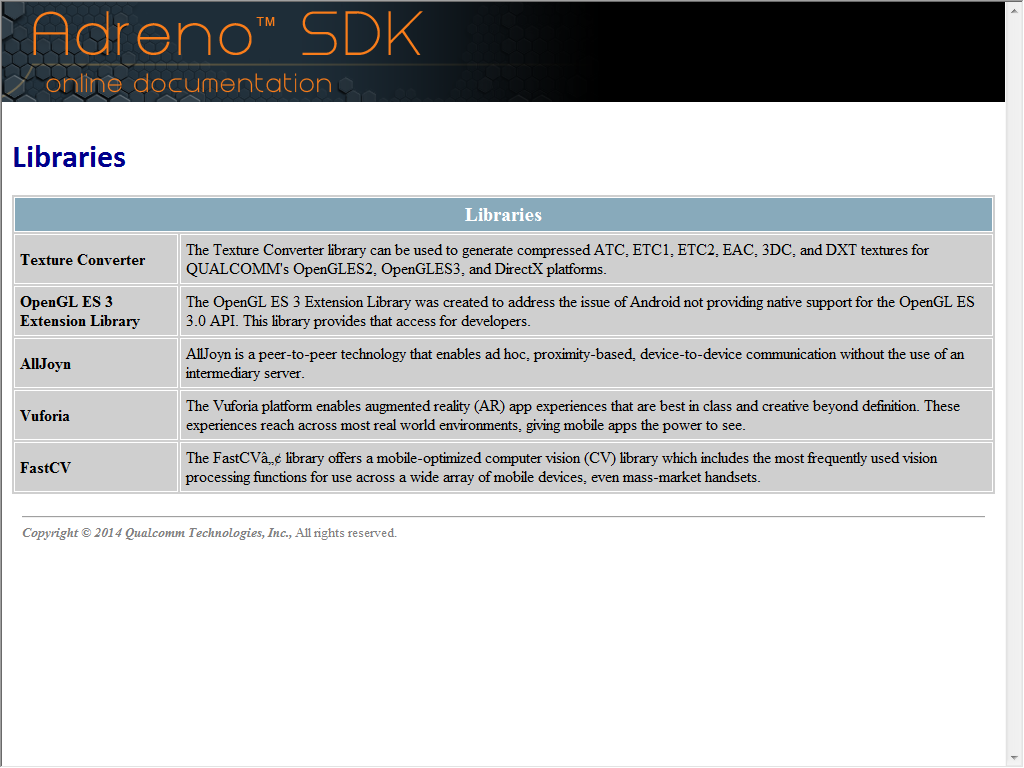 Adreno™ SDK
online documentation
Libraries
Libraries
Texture Converter
The Texture Converter library can be used to generate compressed ATC, ETC1, ETC2, EAC, 3DC, and DXT textures for
QUALCOMM's OpenGLES2, OpenGLES3, and DirectX platforms.
OpenGL ES 3
Extension Library
The OpenGL ES 3 Extension Library was created to address the issue of Android not providing native support for the OpenGL ES
3.0 API. This library provides that access for developers.
AllJoyn
AllJoyn is a peer-to-peer technology that enables ad hoc, proximity-based, device-to-device communication without the use of an
intermediary server.
Vuforia
The Vuforia platform enables augmented reality (AR) app experiences that are best in class and creative beyond definition. These
experiences reach across most real world environments, giving mobile apps the power to see.
FastCV
The FastCVâ„¢ library offers a mobile-optimized computer vision (CV) library which includes the most frequently used vision
processing functions for use across a wide array of mobile devices, even mass-market handsets.
Copyright © 2014 Qualcomm Technologies, Inc., All rights reserved.